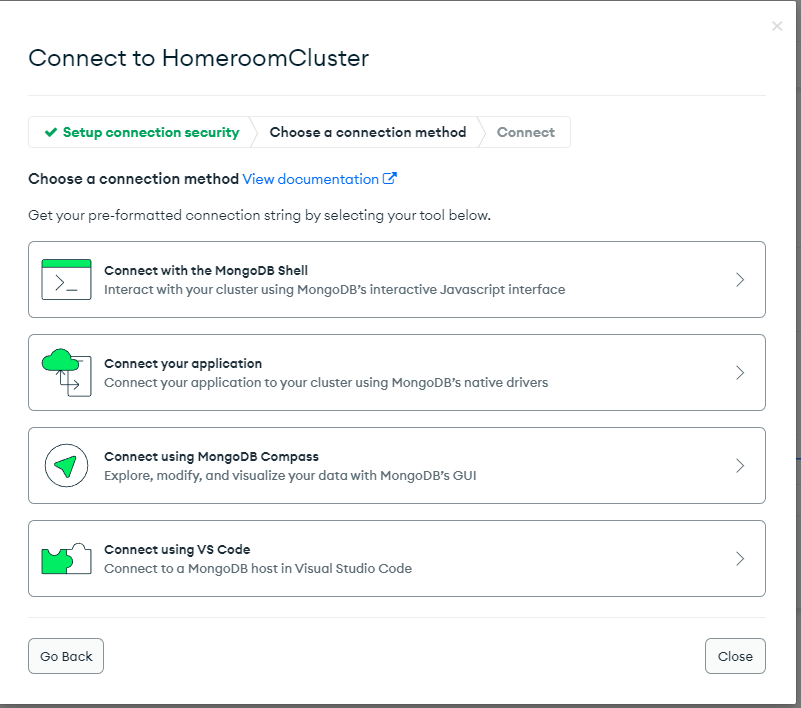 Connect to HomeroomCluster
Setup connection security
Choose a connection method
Connect
Choose a connection method View documentation
Get your pre-formatted connection string by selecting your tool below.
Connect with the MongoDB Shell
Interact with your cluster using MongoDB's interactive Javascript interface
Connect your application
Connect your application to your cluster using MongoDB's native drivers
Connect using MongoDB Compass
Explore, modify, and visualize your data with MongoDB's GUI
Connect using VS Code
Connect to a MongoDB host in Visual Studio Code
Go Back
Close